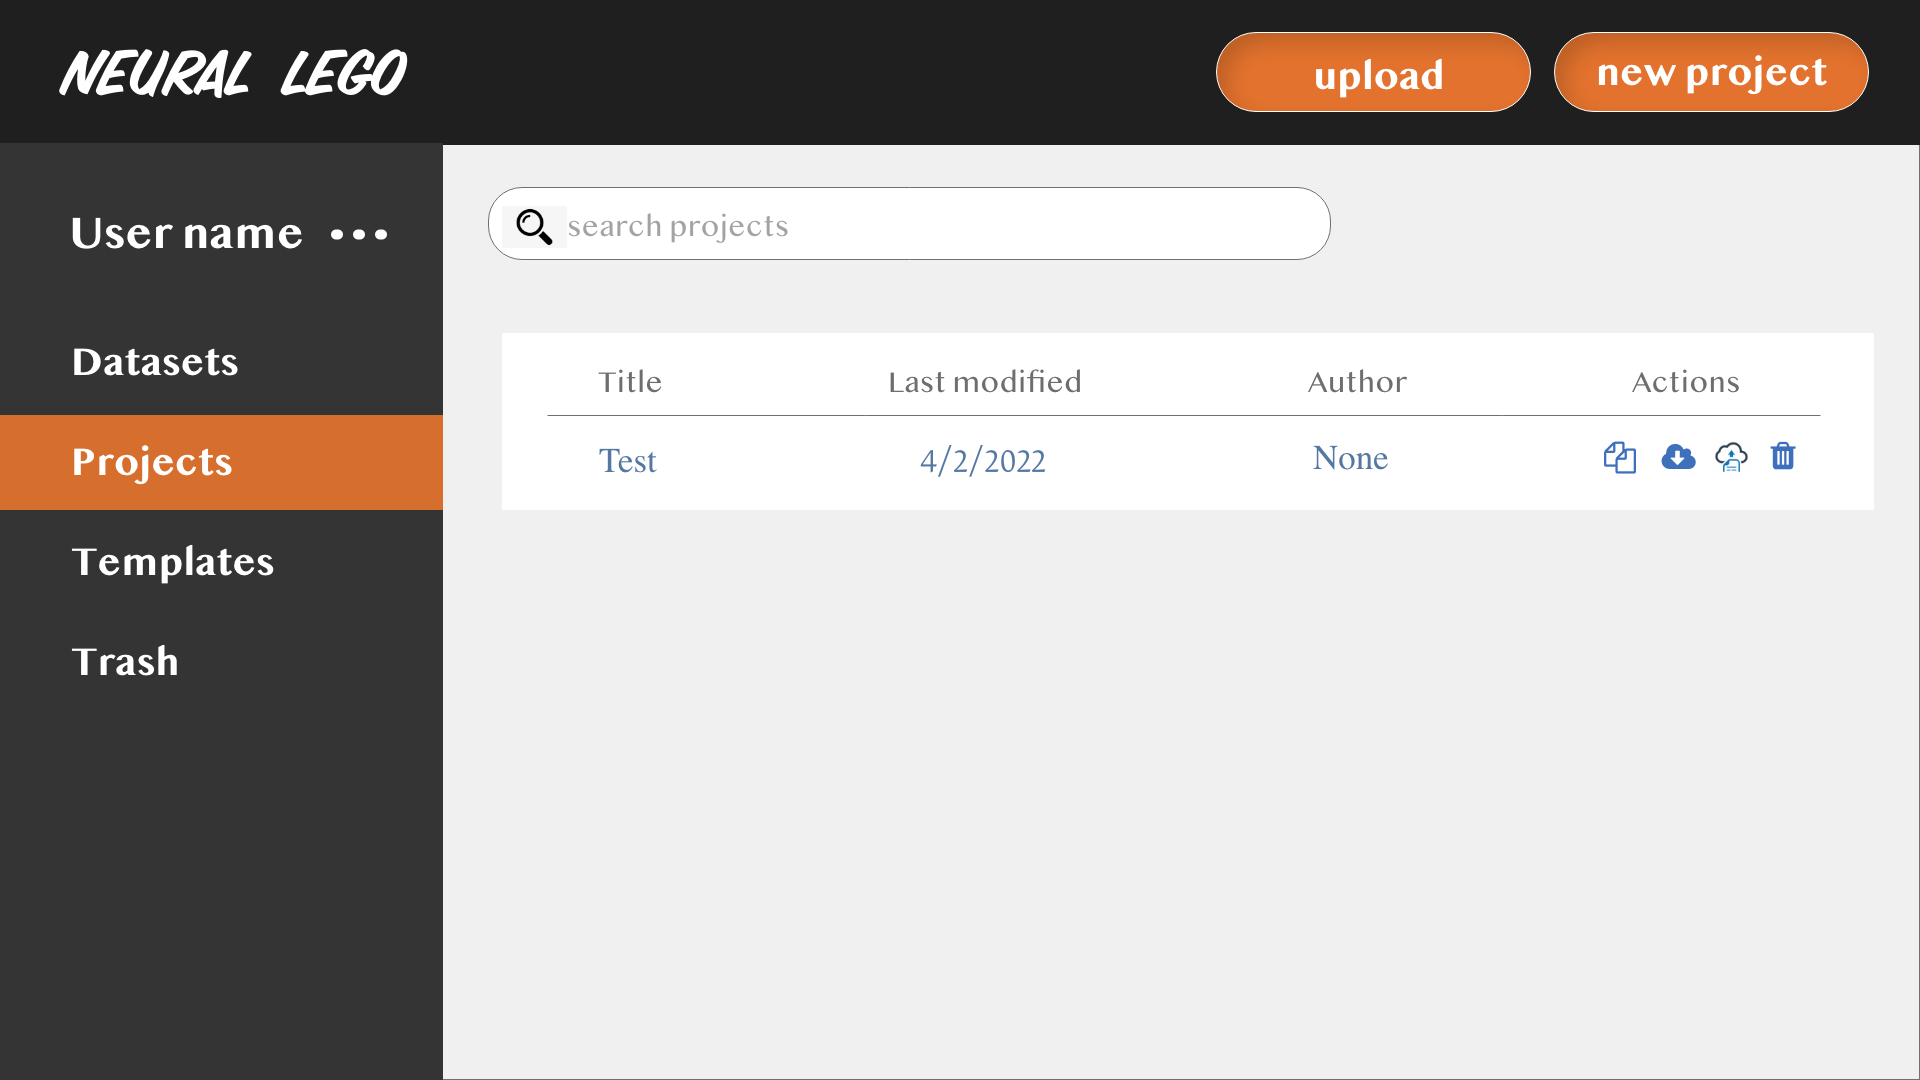 NEURAL LEGO
upload
new project
User name ...
Datasets
Projects
Templates
Trash
search projects
Title Last modified Author Actions
Test 4/2/2022 None